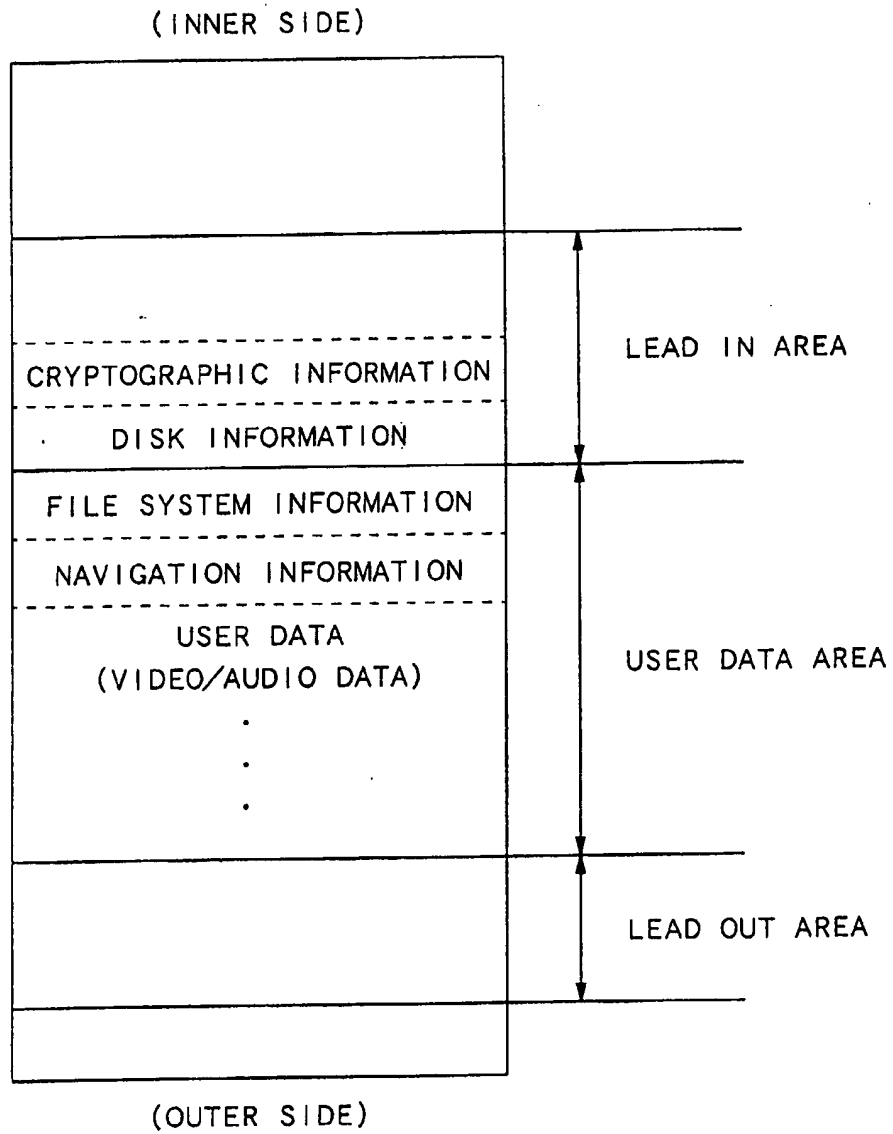 (INNER SIDE)
CRYPTOGRAPHIC INFORMATION
DISK INFORMATION
LEAD IN AREA
FILE SYSTEM INFORMATION
NAVIGATION INFORMATION
USER DATA
(VIDEO/AUDIO DATA)
USER DATA AREA
LEAD OUT AREA
(OUTER SIDE)